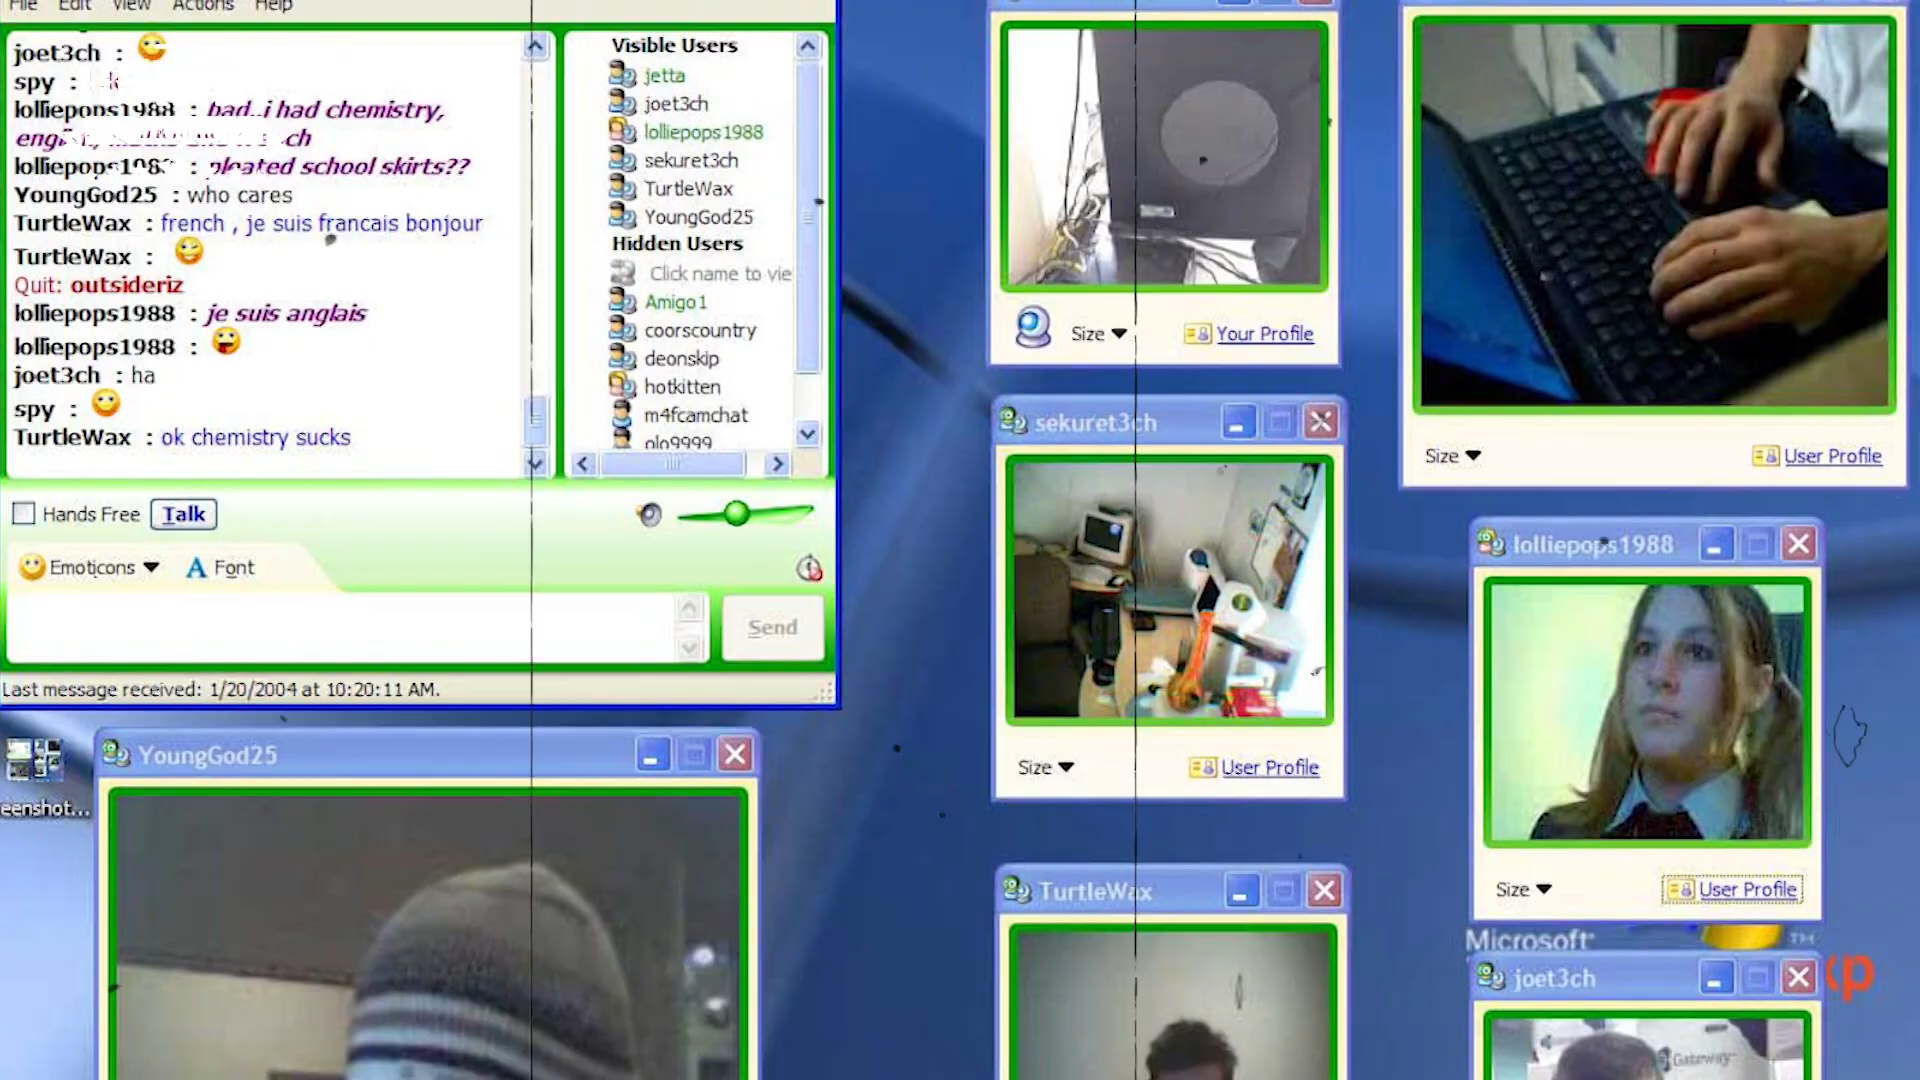 File Edit View Actions Help
joet3ch :
spy :
lolliepops1988 : bad..i had chemistry,
lolliepops1988 : pleated school skirts??
YoungGod25 : who cares
TurtleWax : french , je suis francais bonjour
TurtleWax :
Quit: outsideriz
lolliepops1988 : je suis anglais
lolliepops1988 :
joet3ch : ha
spy :
TurtleWax : ok chemistry sucks
Visible Users
jetta
joet3ch
lolliepops1988
sekuret3ch
TurtleWax
YoungGod25
Hidden Users
Click name to vie
Amigo1
coorscountry
deonskip
hotkitten
m4fcamchat
olo9999
Hands Free Talk
Emoticons Font
Send
Last message received: 1/20/2004 at 10:20:11 AM.
eenshot...
YoungGod25
Size Your Profile
sekuret3ch
Size User Profile
TurtleWax
Size User Profile
lolliepops1988
Size User Profile
Microsoft TM
xp
joet3ch
Gateway